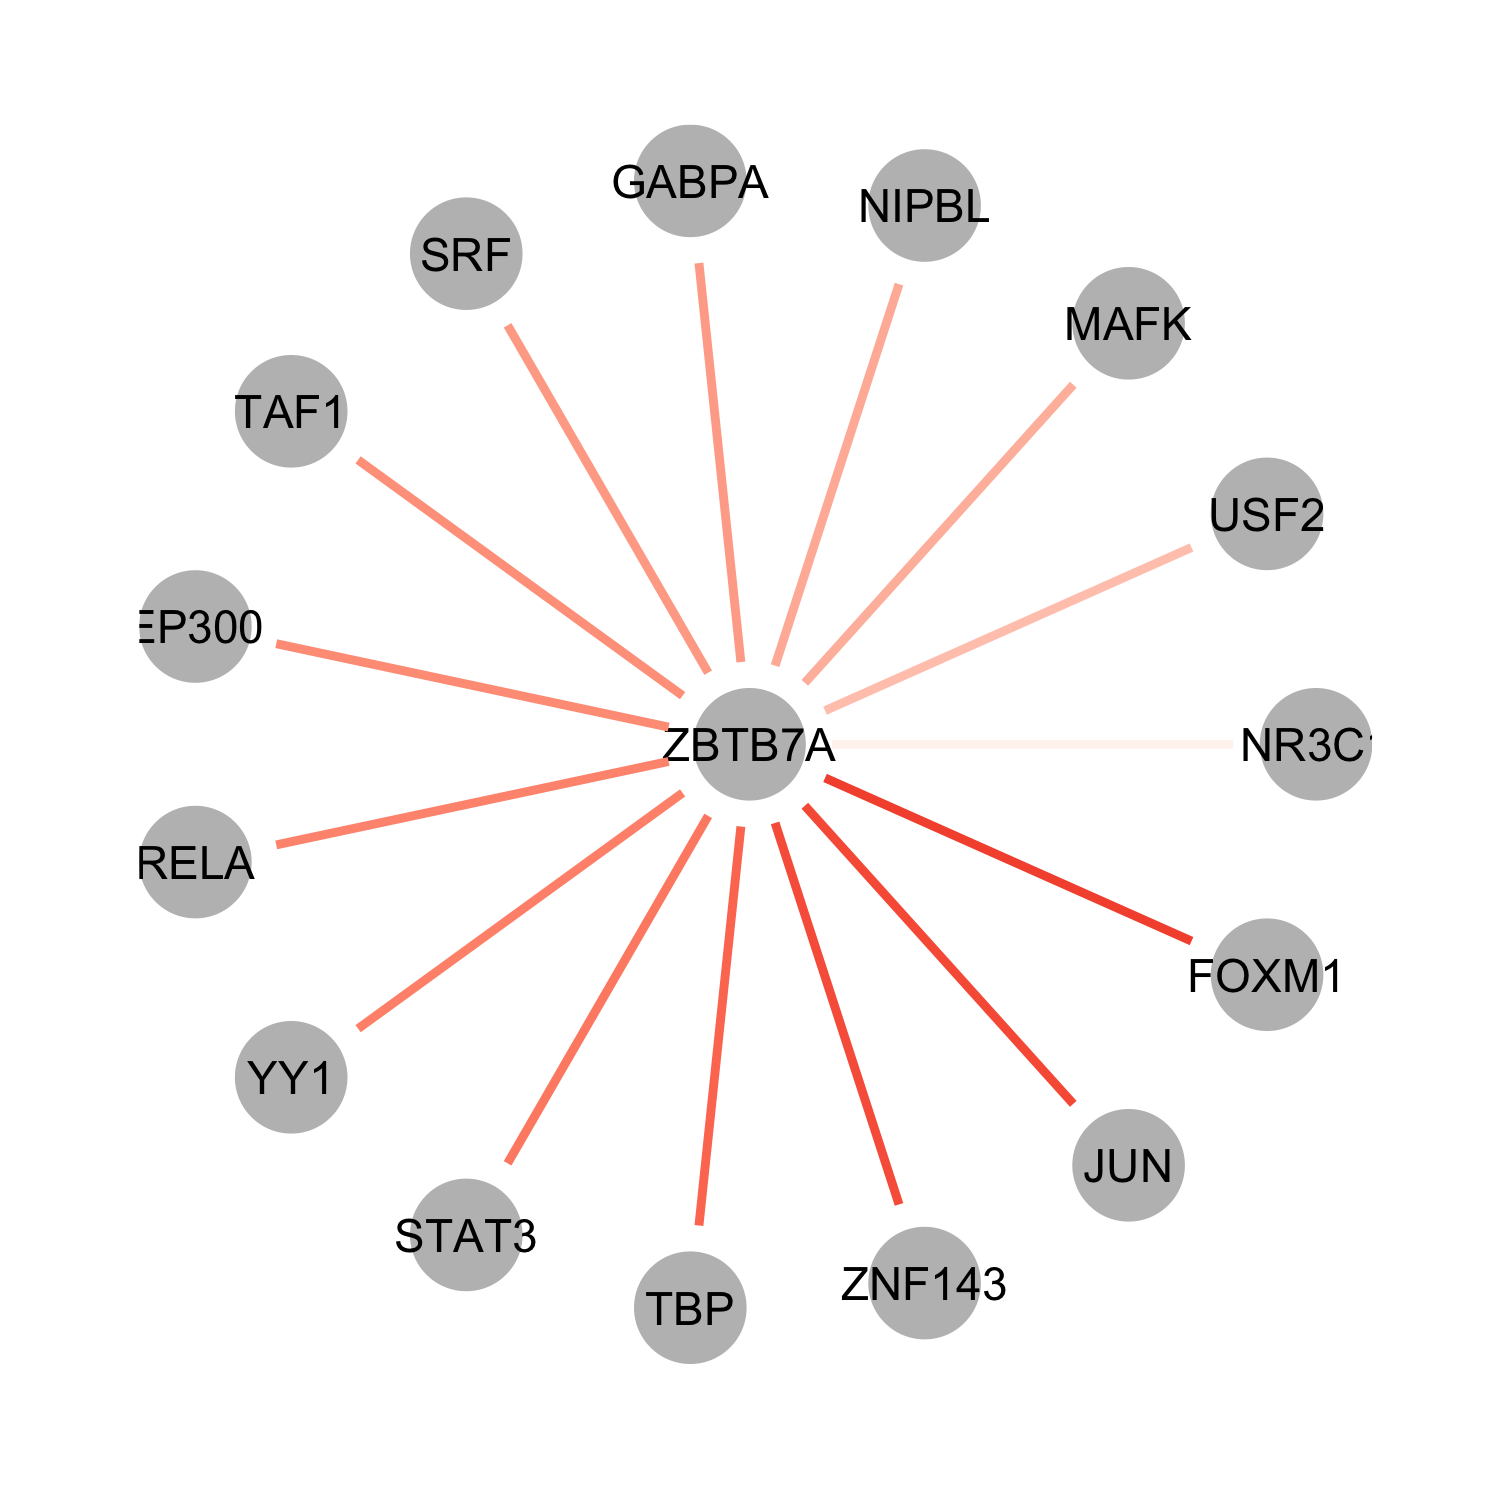 GABPA
NIPBL
SRF
MAFK
TAF1
USF2
EP300
ZBTB7A
NR3C1
RELA
FOXM1
YY1
JUN
STAT3
ZNF143
TBP